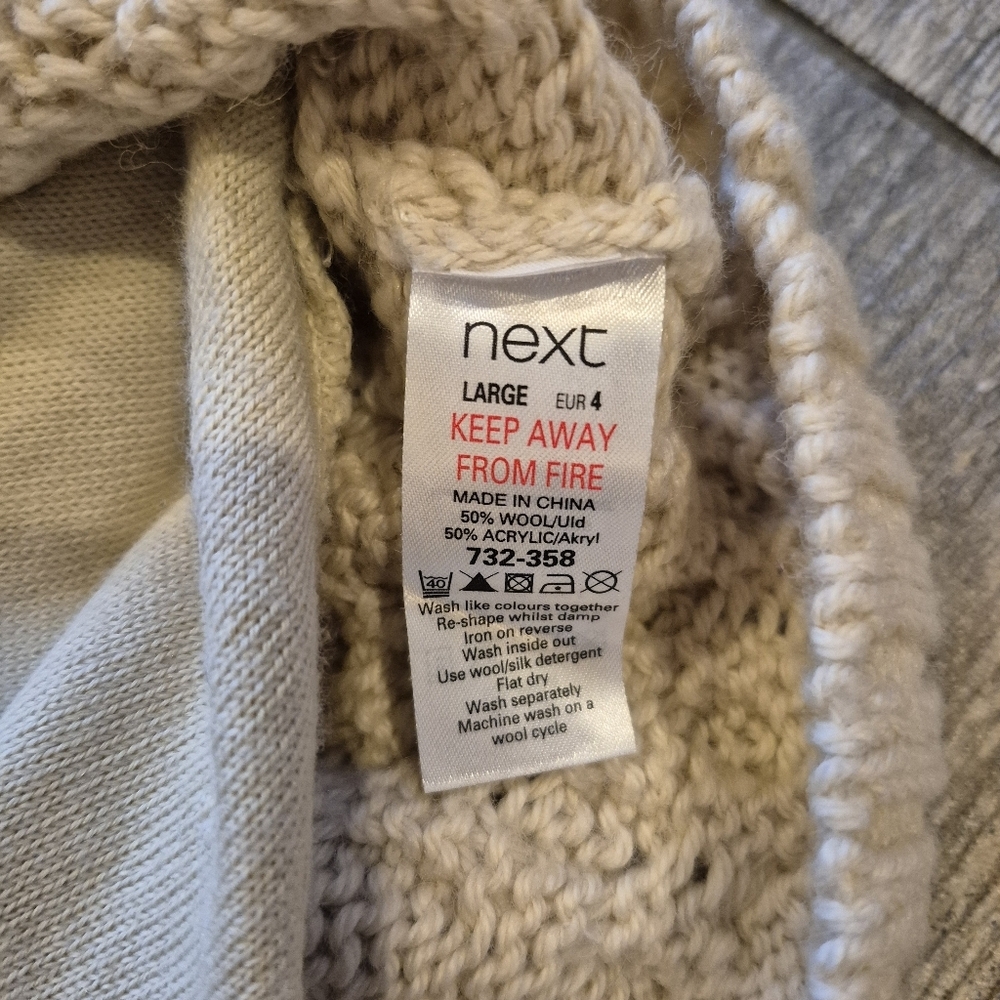 next
LARGE EUR 4
KEEP AWAY
FROM FIRE
MADE IN CHINA
50% WOOL/Uld
50% ACRYLIC/Akryl
732-358
40
Wash like colours together
Re-shape whilst damp
Iron on reverse
Wash inside out
Use wool/silk detergent
Flat dry
Wash separately
Machine wash on a
wool cycle